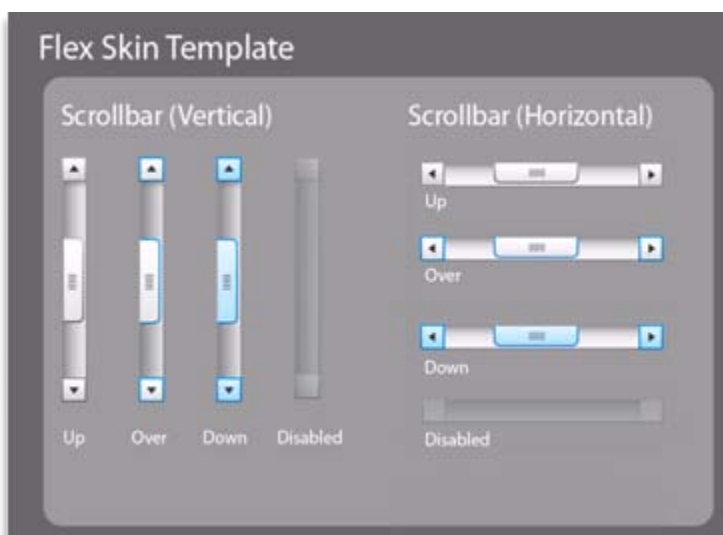 Flex Skin Template
Scrollbar (Vertical)
Up Over Down Disabled
Scrollbar (Horizontal)
Up
Over
Down
Disabled